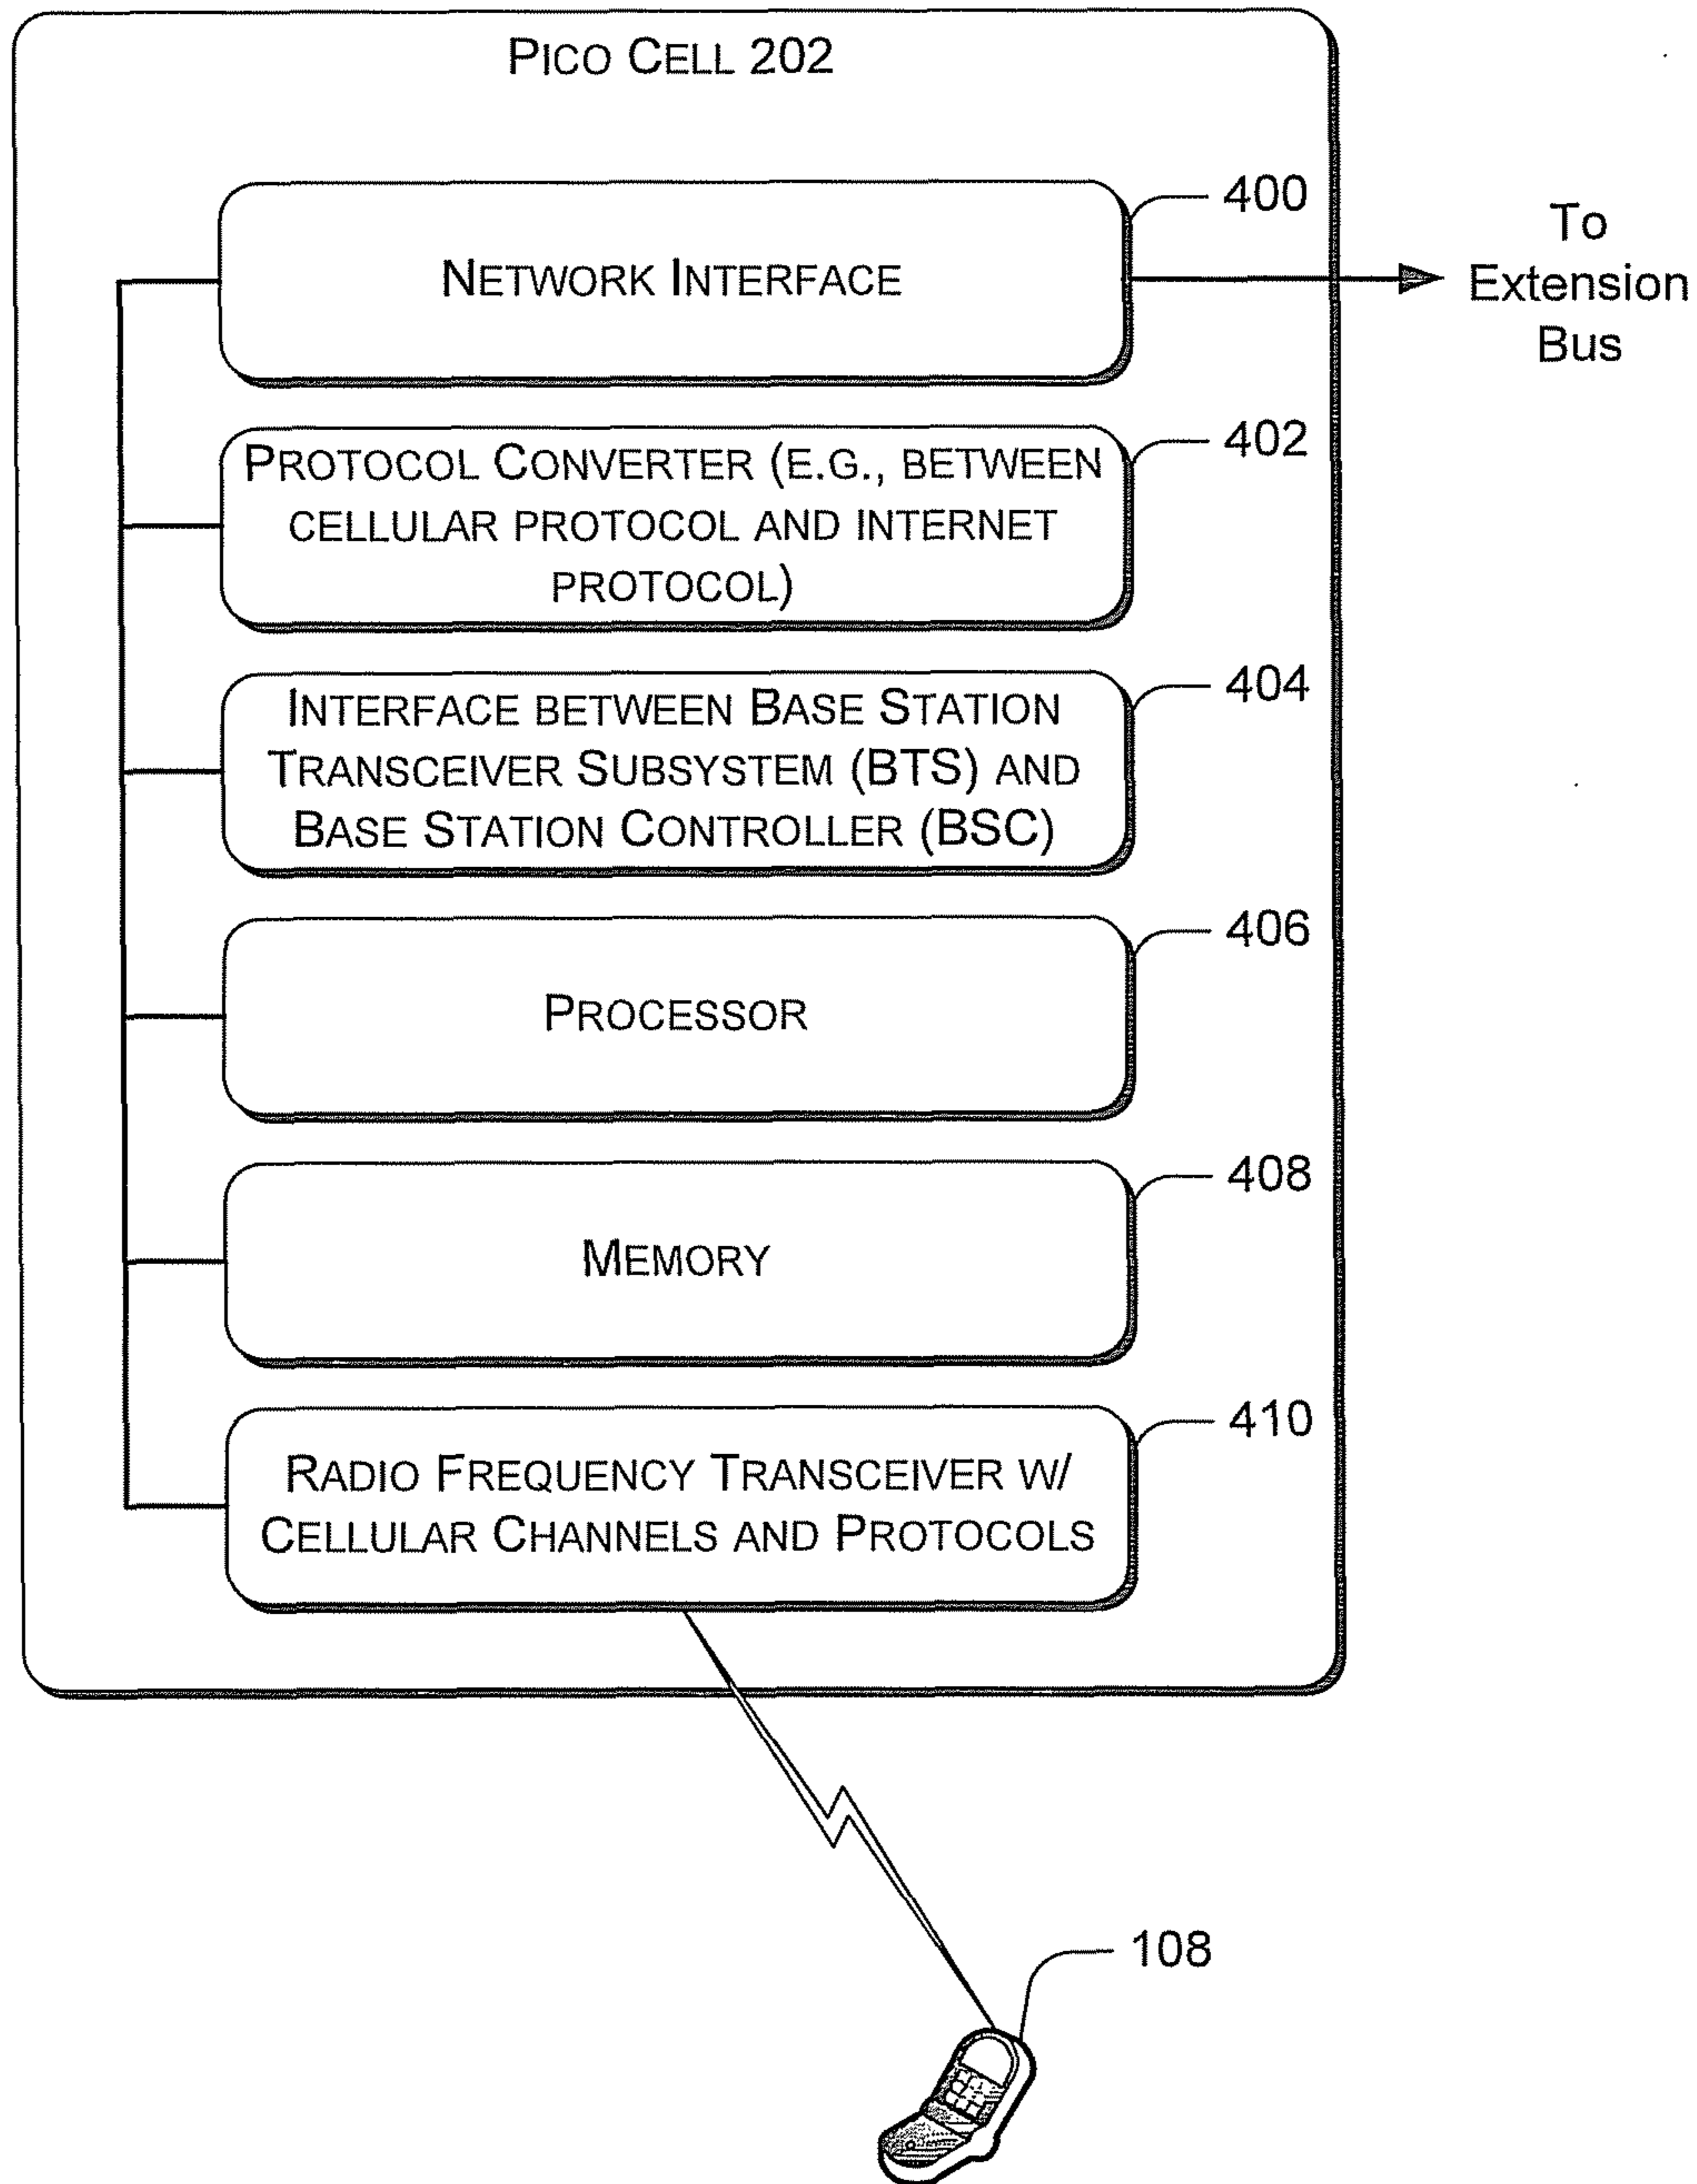 PICO CELL 202
400
NETWORK INTERFACE
To
Extension
Bus
402
PROTOCOL CONVERTER (E.G., BETWEEN
CELLULAR PROTOCOL AND INTERNET
PROTOCOL)
404
INTERFACE BETWEEN BASE STATION
TRANSCEIVER SUBSYSTEM (BTS) AND
BASE STATION CONTROLLER (BSC)
406
PROCESSOR
408
MEMORY
410
RADIO FREQUENCY TRANSCEIVER W/
CELLULAR CHANNELS AND PROTOCOLS
108